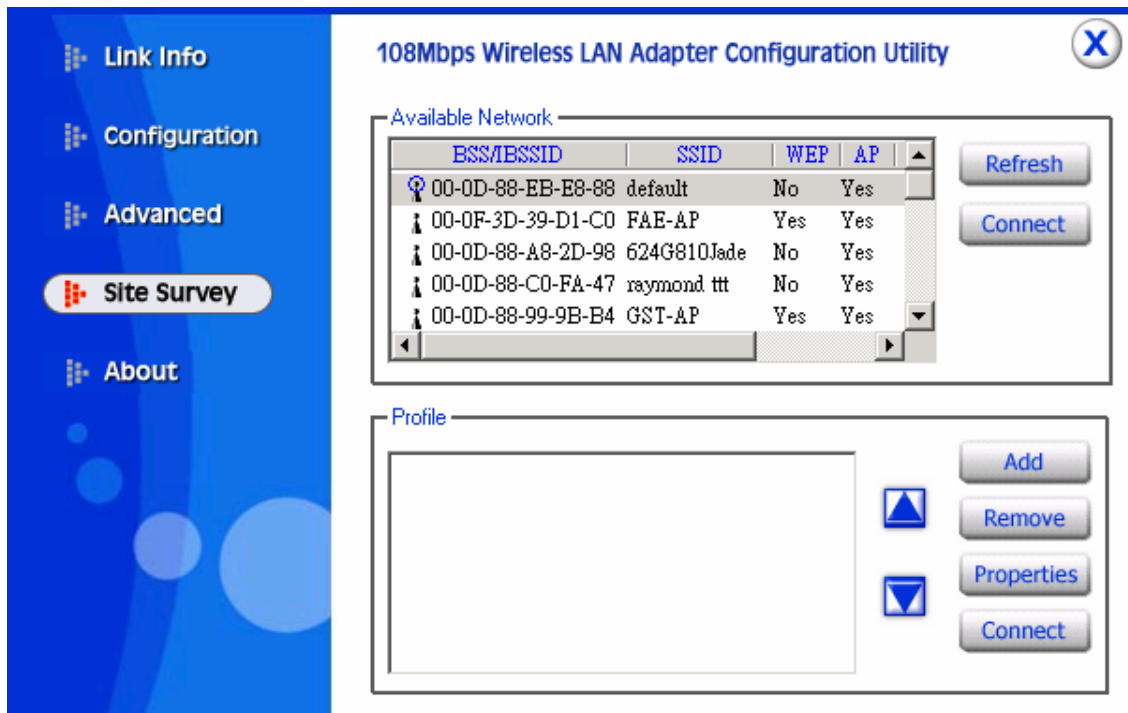 Link Info
Configuration
Advanced
Site Survey
About
108Mbps Wireless LAN Adapter Configuration Utility
X
Available Network
BSS/IBSSID SSID WEP AP
00-0D-88-EB-E8-88 default No Yes
00-0F-3D-39-D1-C0 FAE-AP Yes Yes
00-0D-88-A8-2D-98 624G810Jade No Yes
00-0D-88-C0-FA-47 raymond ttt No Yes
00-0D-88-99-9B-B4 GST-AP Yes Yes
Refresh
Connect
Profile
Add
Remove
Properties
Connect